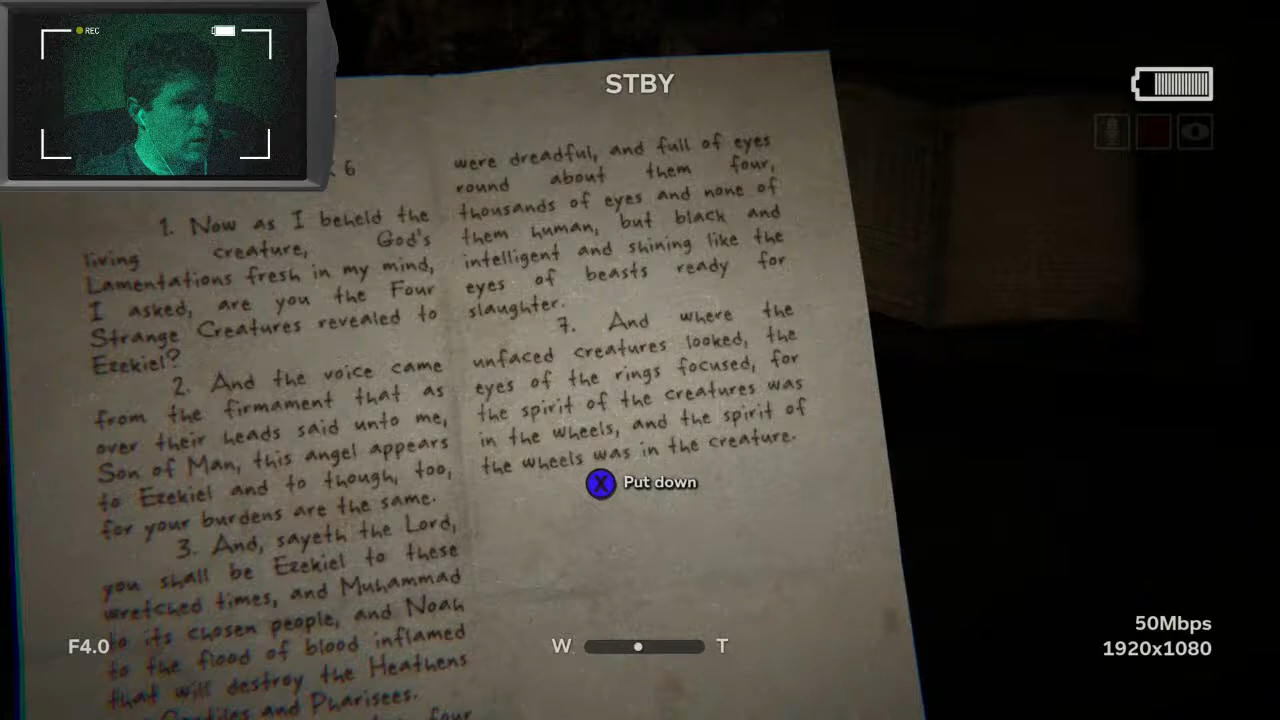 REC
STBY
6
1. Now as I beheld the
living creature, God's
Lamentations fresh in my mind,
I asked, are you the Four
Strange Creatures revealed to
Ezekiel?
2. And the voice came
from the firmament that as
over their heads said unto me,
Son of Man, this angel appears
to Ezekiel and to though, too,
for your burdens are the same.
3. And, sayeth the Lord,
you shall be Ezekiel to these
wretched times, and Muhammad
to its chosen people, and Noah
to the flood of blood inflamed
that will destroy the Heathens
Gentiles and Pharisees.
four
were dreadful, and full of eyes
round about them four,
thousands of eyes and none of
them human, but black and
intelligent and shining like the
eyes of beasts ready for
slaughter.
7. And where the
unfaced creatures looked, the
eyes of the rings focused, for
the spirit of the creatures was
in the wheels, and the spirit of
the wheels was in the creature.
X Put down
F4.0
W T
50Mbps
1920x1080